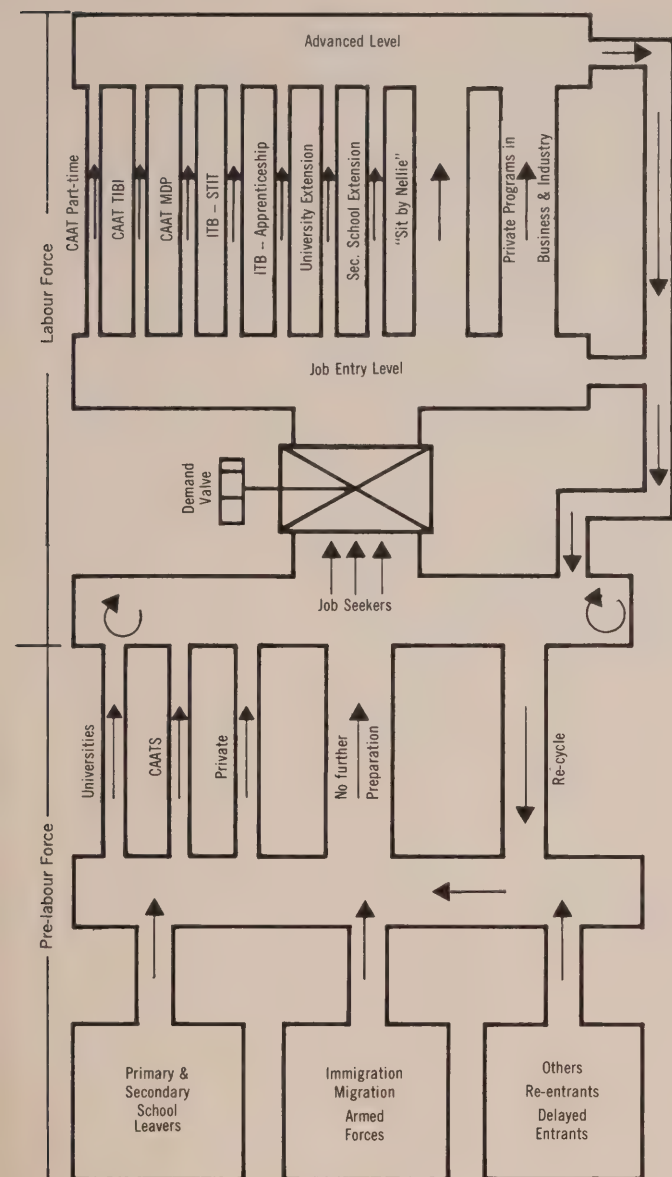 Advanced Level
Labour Force
CAAT Part-time
CAAT TIBI
CAAT MDP
ITB – STIT
ITB – Apprenticeship
University Extension
Sec. School Extension
"Sit by Nellie"
Private Programs in
Business & Industry
Job Entry Level
Demand
Valve
Job Seekers
Pre-labour Force
Universities
CAATS
Private
No further
Preparation
Re-cycle
Primary &
Secondary
School
Leavers
Immigration
Migration
Armed
Forces
Others
Re-entrants
Delayed
Entrants